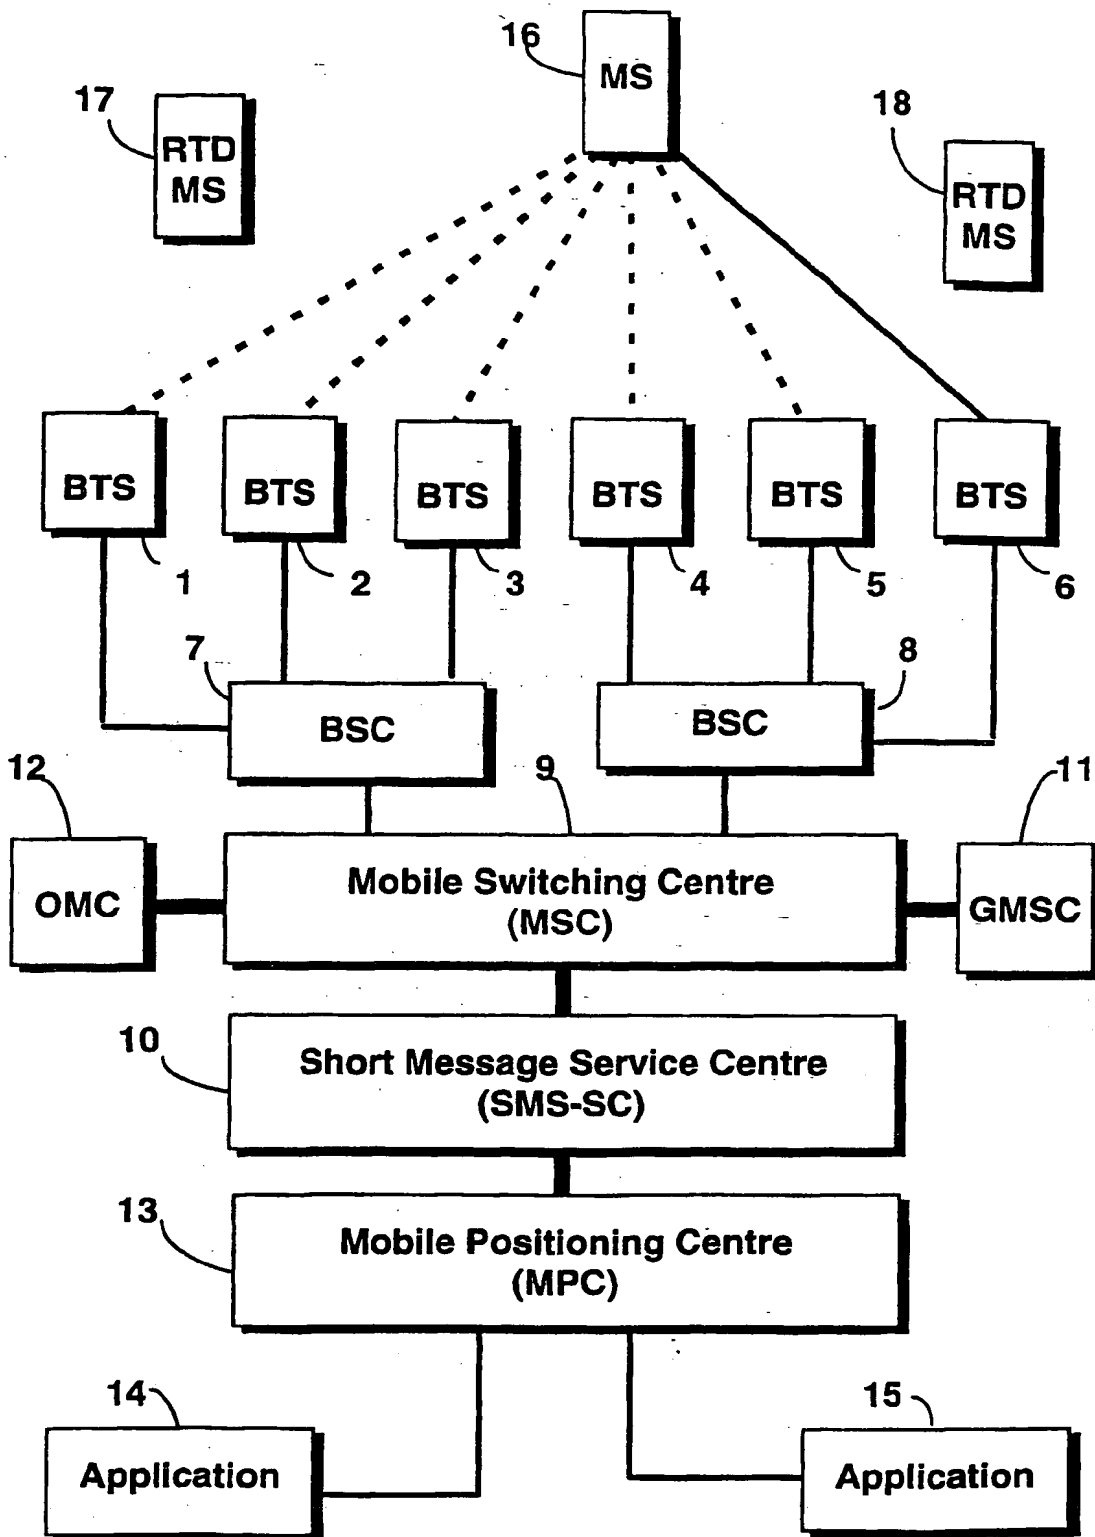 16
MS
17
RTD
MS
18
RTD
MS
BTS
BTS
BTS
BTS
BTS
BTS
1
2
3
4
5
6
7
BSC
8
BSC
12
OMC
9
Mobile Switching Centre
(MSC)
11
GMSC
10
Short Message Service Centre
(SMS-SC)
13
Mobile Positioning Centre
(MPC)
14
Application
15
Application